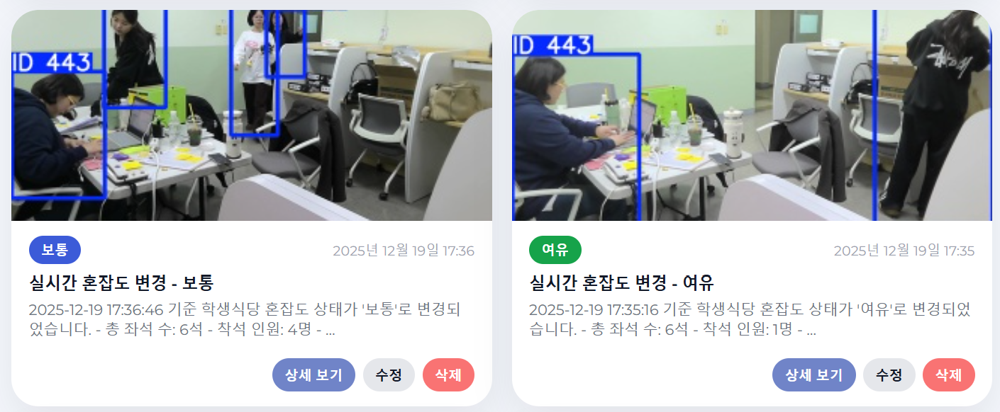 ID 443
보통
2025년 12월 19일 17:36
실시간 혼잡도 변경 - 보통
2025-12-19 17:36:46 기준 학생식당 혼잡도 상태가 '보통'로 변경되
었습니다. - 총 좌석 수: 6석 - 착석 인원: 4명 - ...
상세 보기
수정
삭제
ID 443
여유
2025년 12월 19일 17:35
실시간 혼잡도 변경 - 여유
2025-12-19 17:35:16 기준 학생식당 혼잡도 상태가 '여유'로 변경되었
습니다. - 총 좌석 수: 6석 - 착석 인원: 1명 - ...
상세 보기
수정
삭제